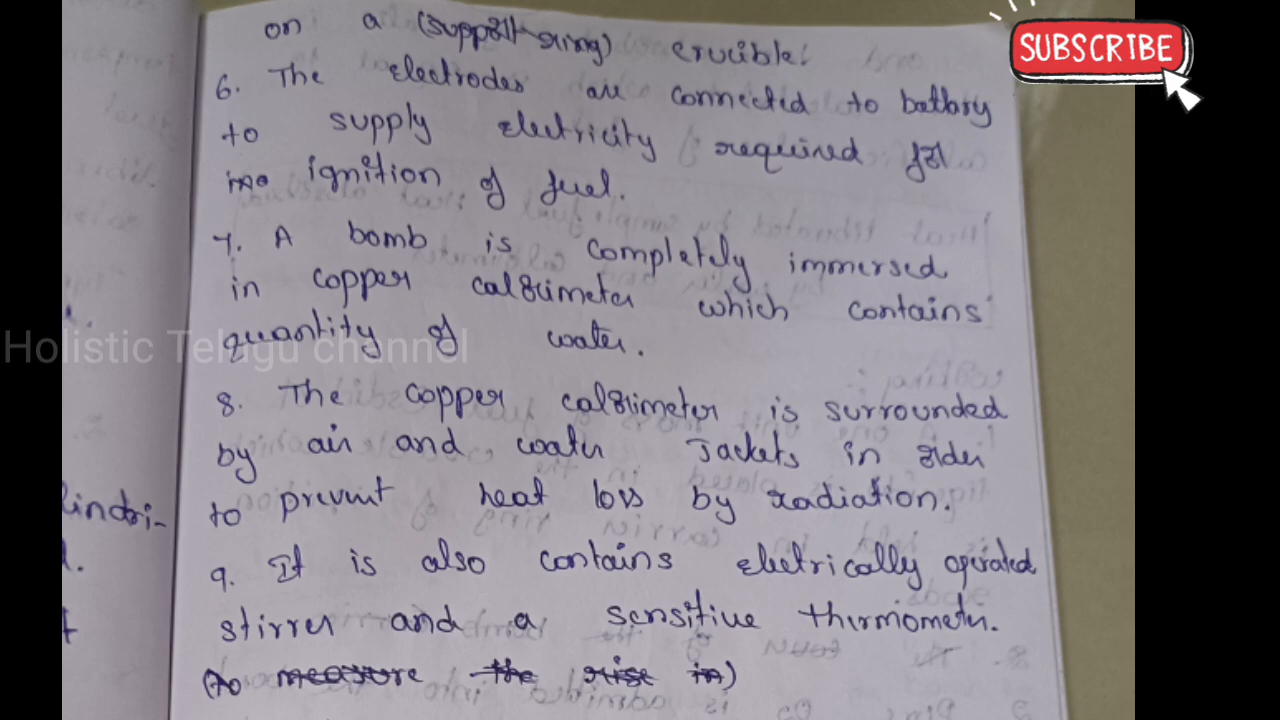 on a (support ring) crucible.
6. The electrodes are connected to battery
to supply electricity required for
ignition of fuel.
7. A bomb is completely immersed
in copper calorimeter which contains
quantity of water.
8. The copper calorimeter is surrounded
by air and water Jackets in order
to prevent heat loss by radiation.
9. It is also contains electrically operated
stirrer and a sensitive thermometer.
(to measure the rise in)
lindri-
SUBSCRIBE
Holistic Telugu channel